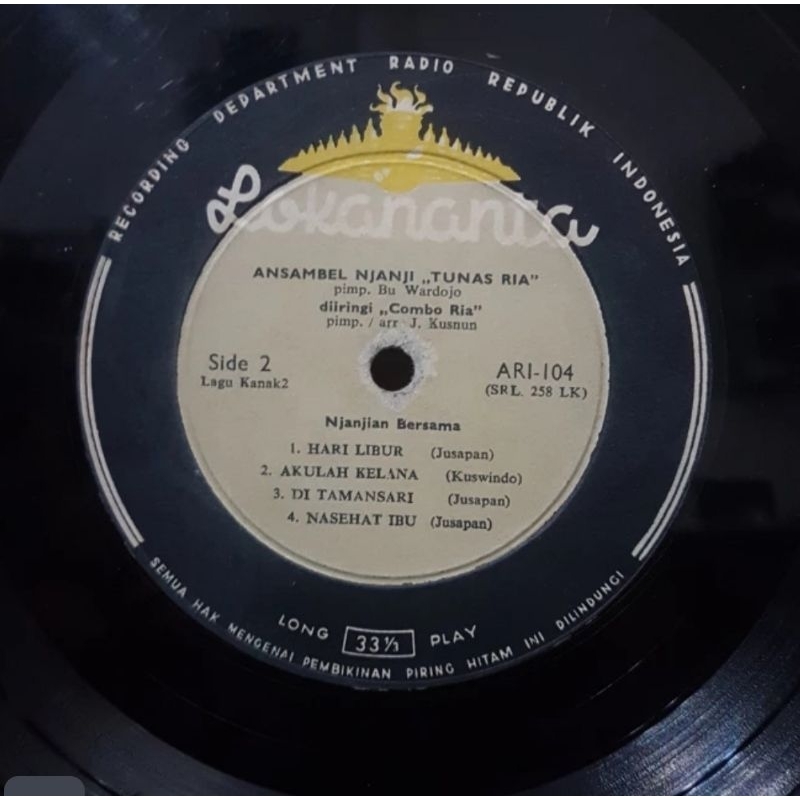 RECORDING DEPARTMENT RADIO REPUBLIK INDONESIA
Lokananta
ANSAMBEL NJANJI „TUNAS RIA”
pimp. Bu Wardojo
diiringi „Combo Ria”
pimp. / arr J. Kusnun
Side 2
Lagu Kanak2
ARI-104
(SRL. 258 LK)
Njanjian Bersama
1. HARI LIBUR (Jusapan)
2. AKULAH KELANA (Kuswindo)
3. DI TAMANSARI (Jusapan)
4. NASEHAT IBU (Jusapan)
LONG 33⅓ PLAY
SEMUA HAK MENGENAI PEMBIKINAN PIRING HITAM INI DILINDUNGI